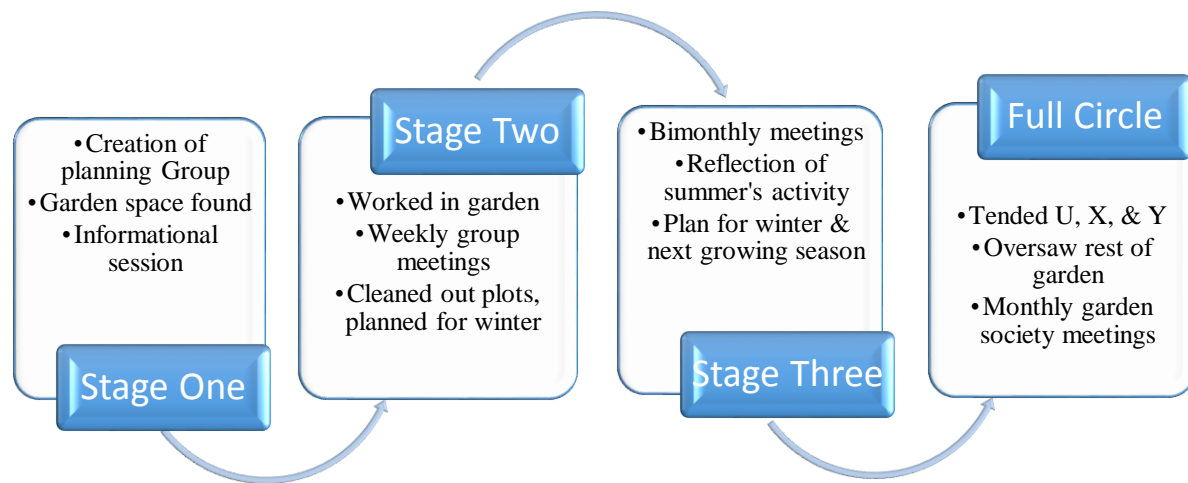 •Creation of
planning Group
•Garden space found
•Informational
session
Stage One
Stage Two
•Worked in garden
•Weekly group
meetings
•Cleaned out plots,
planned for winter
•Bimonthly meetings
•Reflection of
summer's activity
•Plan for winter &
next growing season
Stage Three
Full Circle
•Tended U, X, & Y
•Oversaw rest of
garden
•Monthly garden
society meetings